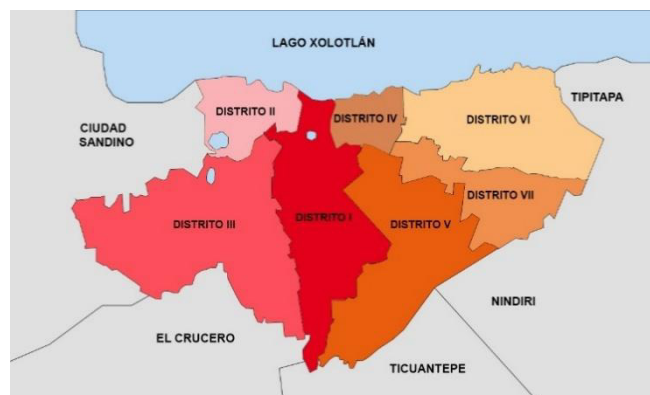 LAGO XOLOTLÁN
TIPITAPA
DISTRITO II
DISTRITO IV
DISTRITO VI
CIUDAD
SANDINO
DISTRITO VII
DISTRITO III
DISTRITO I
DISTRITO V
NINDIRI
EL CRUCERO
TICUANTEPE